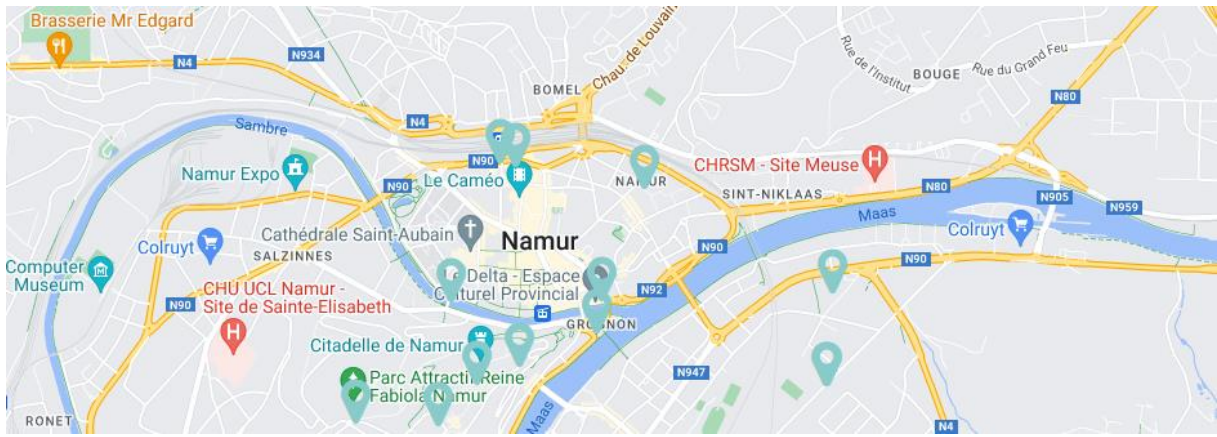 Brasserie Mr Edgard
N934
N4
Chau. de Louvain
BOMEL
Rue de l'Institut
BOUGE
Rue du Grand Feu
N80
Sambre
N4
N90
Namur Expo
N90
Le Caméo
NAMUR
CHRSM - Site Meuse
SINT-NIKLAAS
N80
N905
N959
Maas
Cathédrale Saint-Aubain
Namur
Colruyt
Colruyt
SALZINNES
N90
N90
Computer
Museum
Le Delta - Espace
Culturel Provincial
CHU UCL Namur -
Site de Sainte-Elisabeth
N90
N92
GROGNON
Citadelle de Namur
N947
Parc Attractif Reine
Fabiola Namur
Maas
RONET
N4